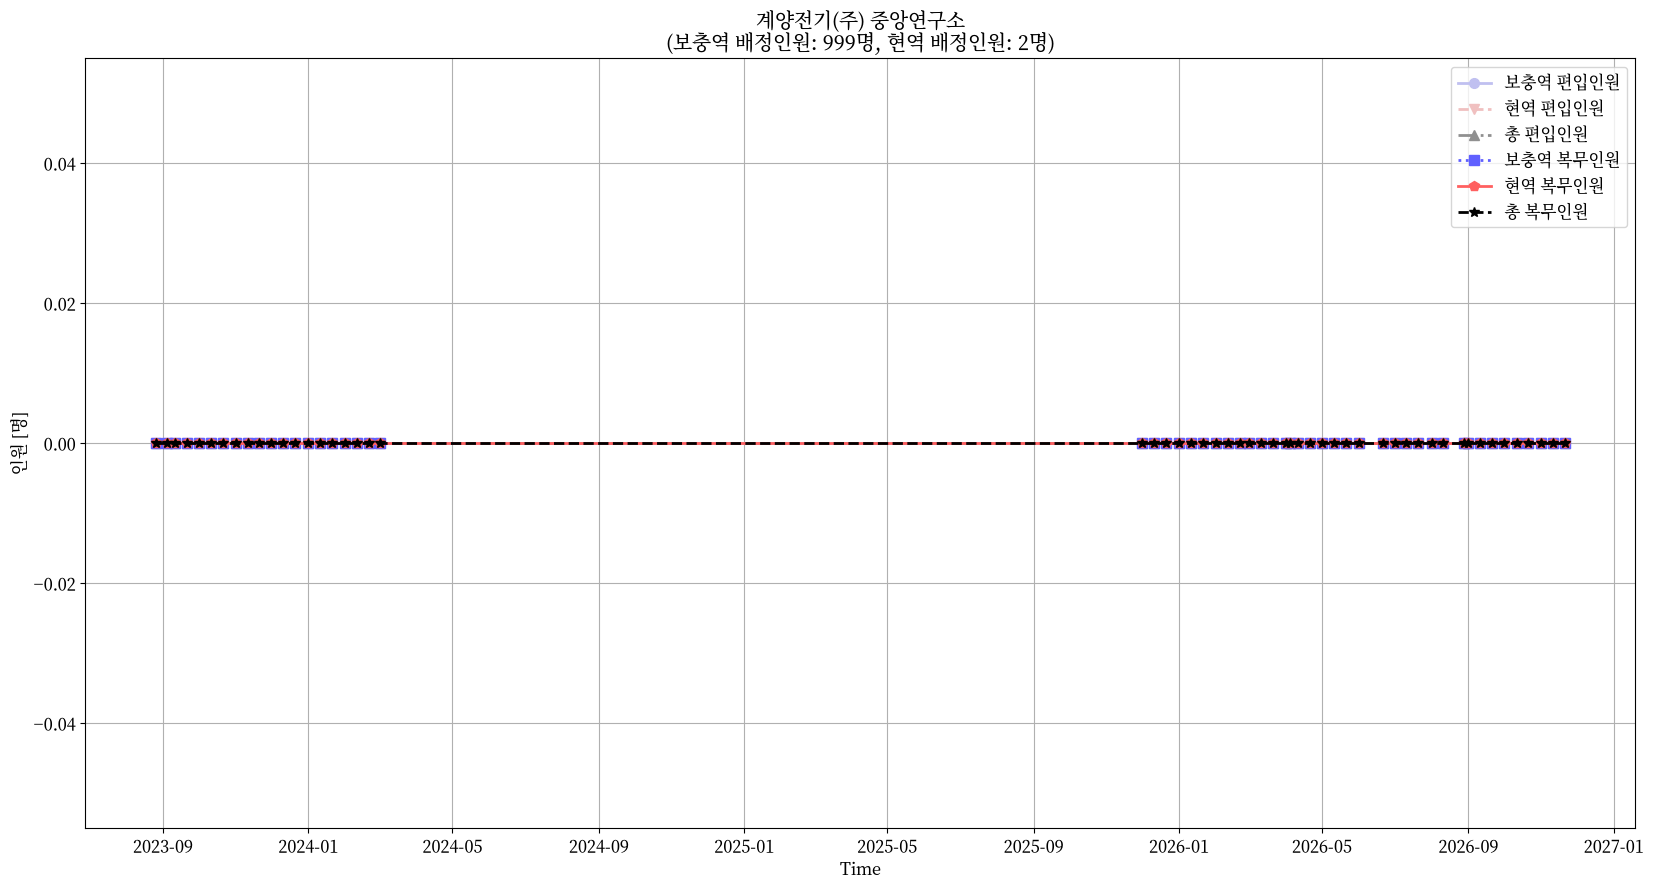 계양전기(주) 중앙연구소
(보충역 배정인원: 999명, 현역 배정인원: 2명)
보충역 편입인원
현역 편입인원
총 편입인원
보충역 복무인원
현역 복무인원
총 복무인원
인원 [명]
0.04
0.02
0.00
−0.02
−0.04
2023-09
2024-01
2024-05
2024-09
2025-01
2025-05
2025-09
2026-01
2026-05
2026-09
2027-01
Time